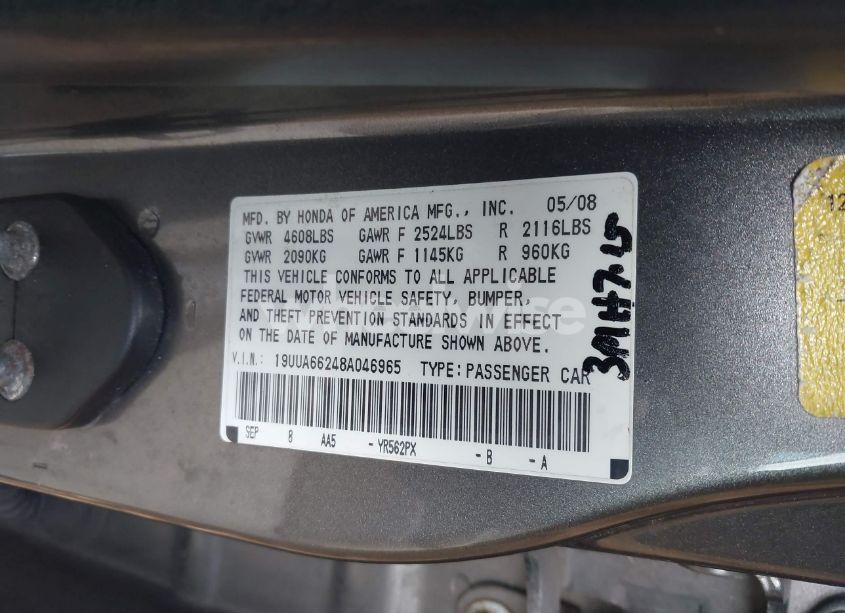 MFD. BY HONDA OF AMERICA MFG., INC. 05/08
GVWR 4608LBS GAWR F 2524LBS R 2116LBS
GVWR 2090KG GAWR F 1145KG R 960KG
THIS VEHICLE CONFORMS TO ALL APPLICABLE
FEDERAL MOTOR VEHICLE SAFETY, BUMPER,
AND THEFT PREVENTION STANDARDS IN EFFECT
ON THE DATE OF MANUFACTURE SHOWN ABOVE.
V.I.N.: 19UUA66248A046965 TYPE: PASSENGER CAR
SEP 8 AA5 - YR562PX - B - A
12